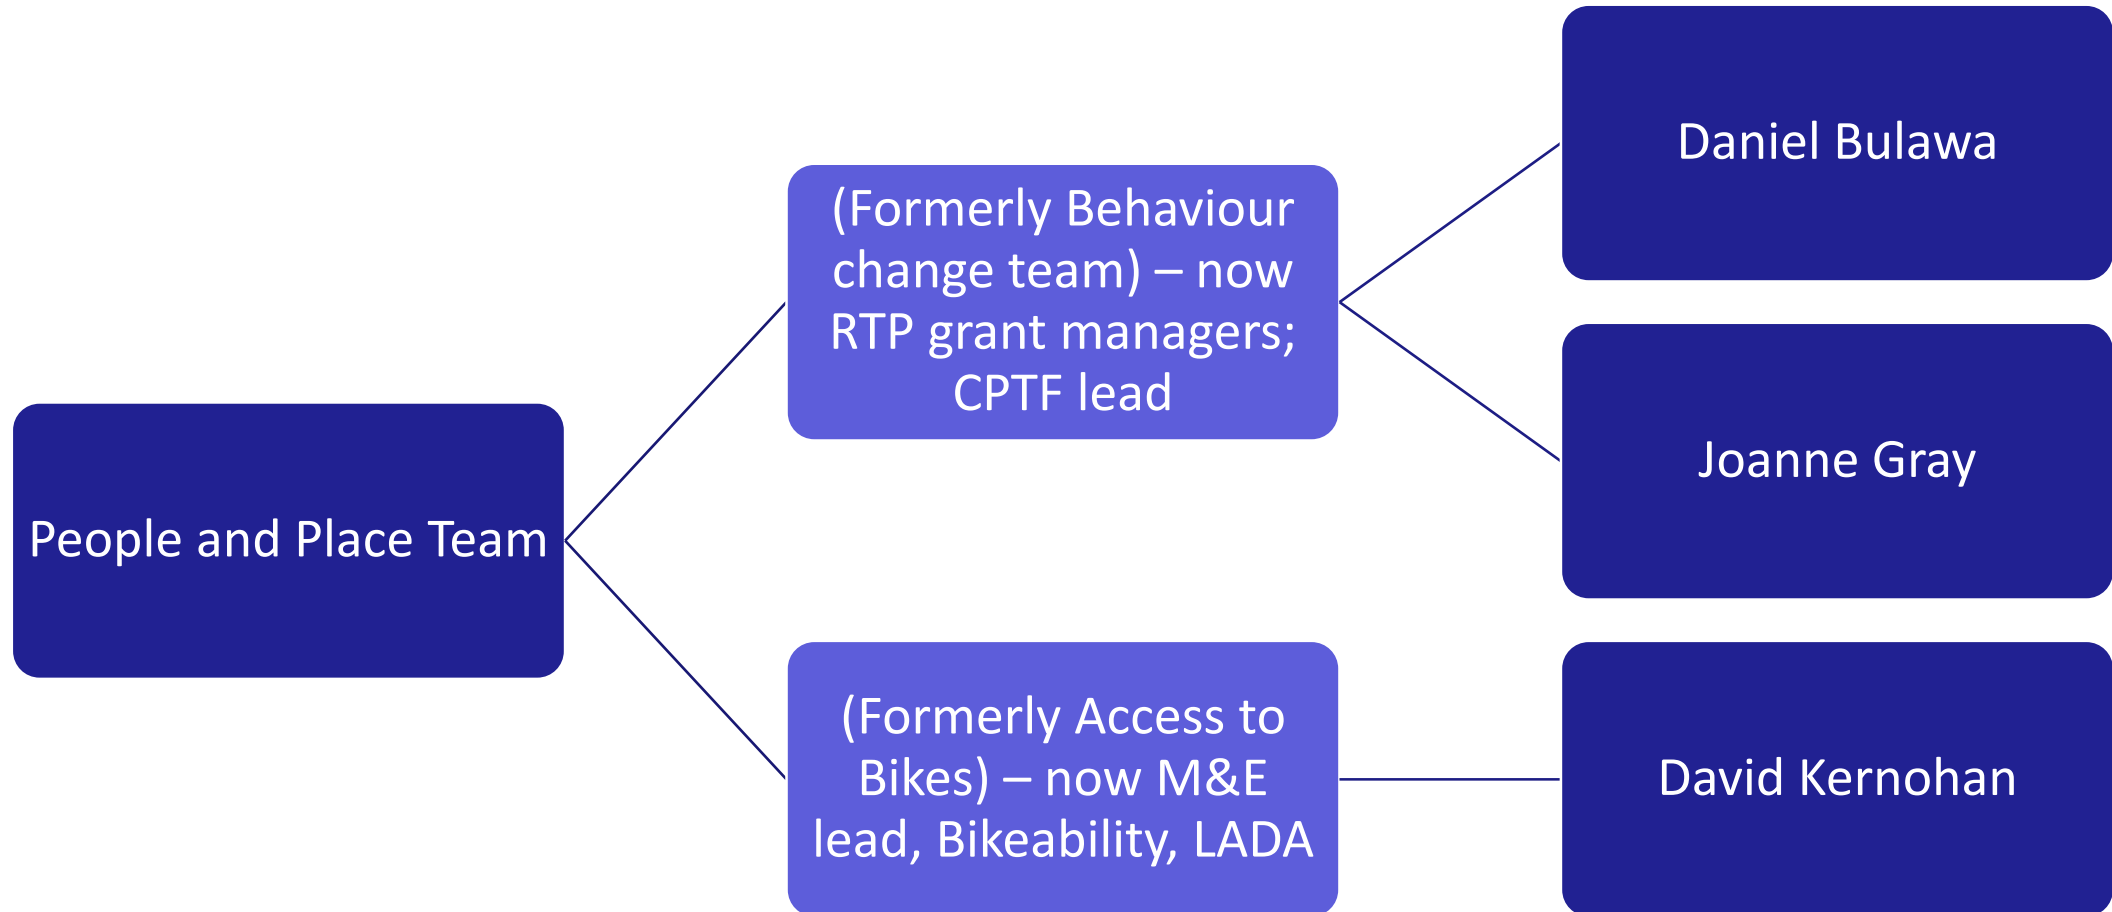 People and Place Team
(Formerly Behaviour
change team) – now
RTP grant managers;
CPTF lead
Daniel Bulawa
Joanne Gray
(Formerly Access to
Bikes) – now M&E
lead, Bikeability, LADA
David Kernohan